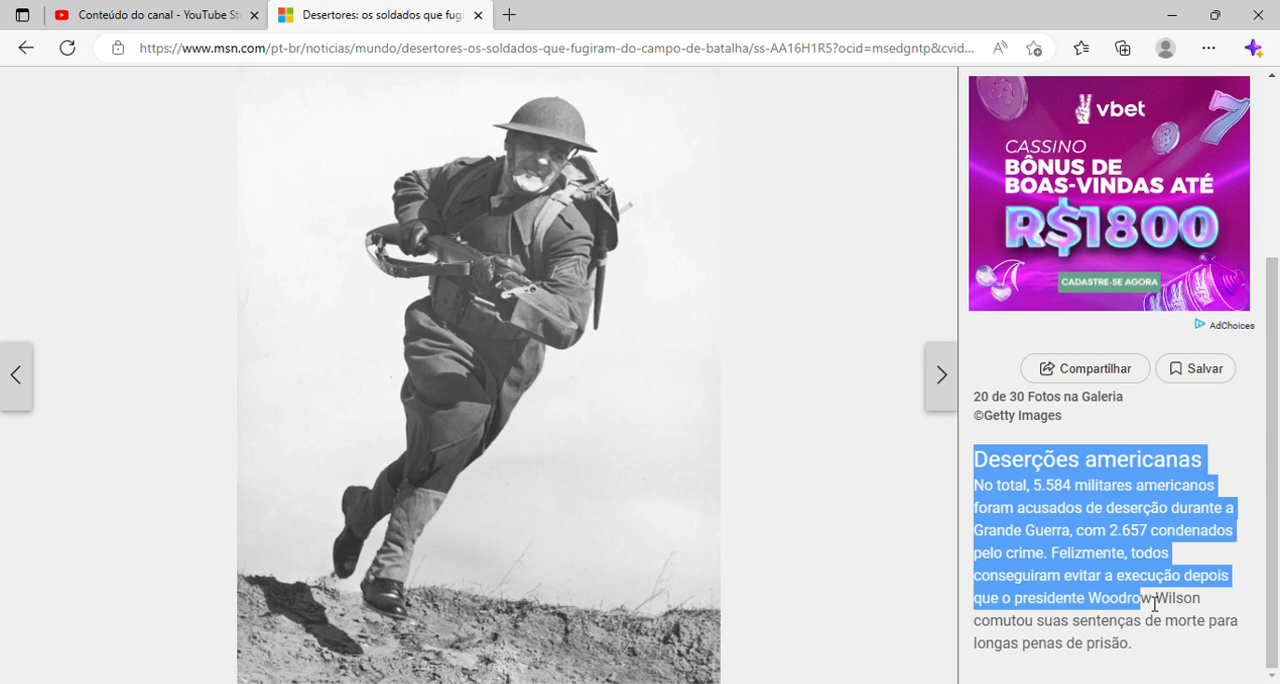 Conteúdo do canal - YouTube St
Desertores: os soldados que fugi
https://www.msn.com/pt-br/noticias/mundo/desertores-os-soldados-que-fugiram-do-campo-de-batalha/ss-AA16H1R5?ocid=msedgntp&cvid...
vbet
7
CASSINO
BÔNUS DE
BOAS-VINDAS ATÉ
R$1800
CADASTRE-SE AGORA
AdChoices
Compartilhar
Salvar
20 de 30 Fotos na Galeria
©Getty Images
Deserções americanas
No total, 5.584 militares americanos
foram acusados de deserção durante a
Grande Guerra, com 2.657 condenados
pelo crime. Felizmente, todos
conseguiram evitar a execução depois
que o presidente Woodrow Wilson
comutou suas sentenças de morte para
longas penas de prisão.